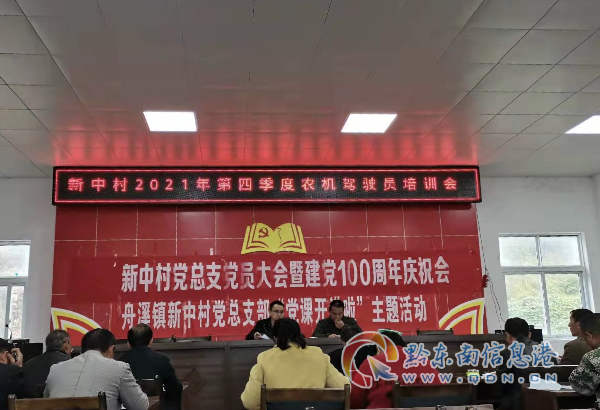 新中村2021年第四季度农机驾驶员培训会
新中村党总支党员大会暨建党100周年庆祝会
舟溪镇新中村党总支部 党课开 "主题活动
黔东南信息港
WWW.QDN.CN